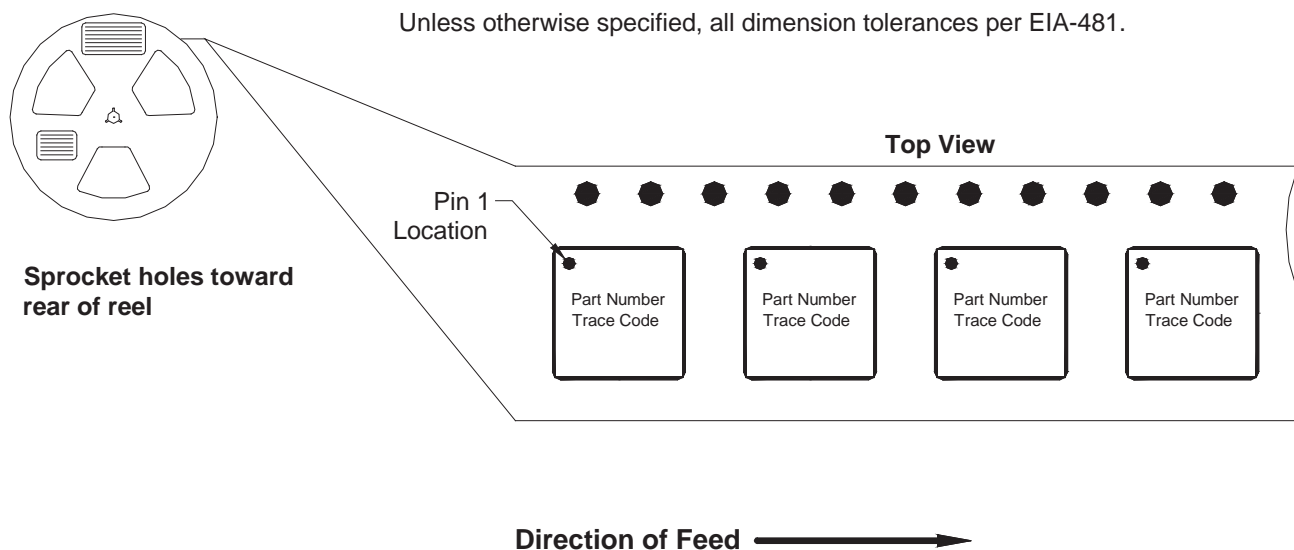 Unless otherwise specified, all dimension tolerances per EIA-481.
Top View
Pin 1
Location
Sprocket holes toward
rear of reel
Part Number
Trace Code
Part Number
Trace Code
Part Number
Trace Code
Part Number
Trace Code
Direction of Feed